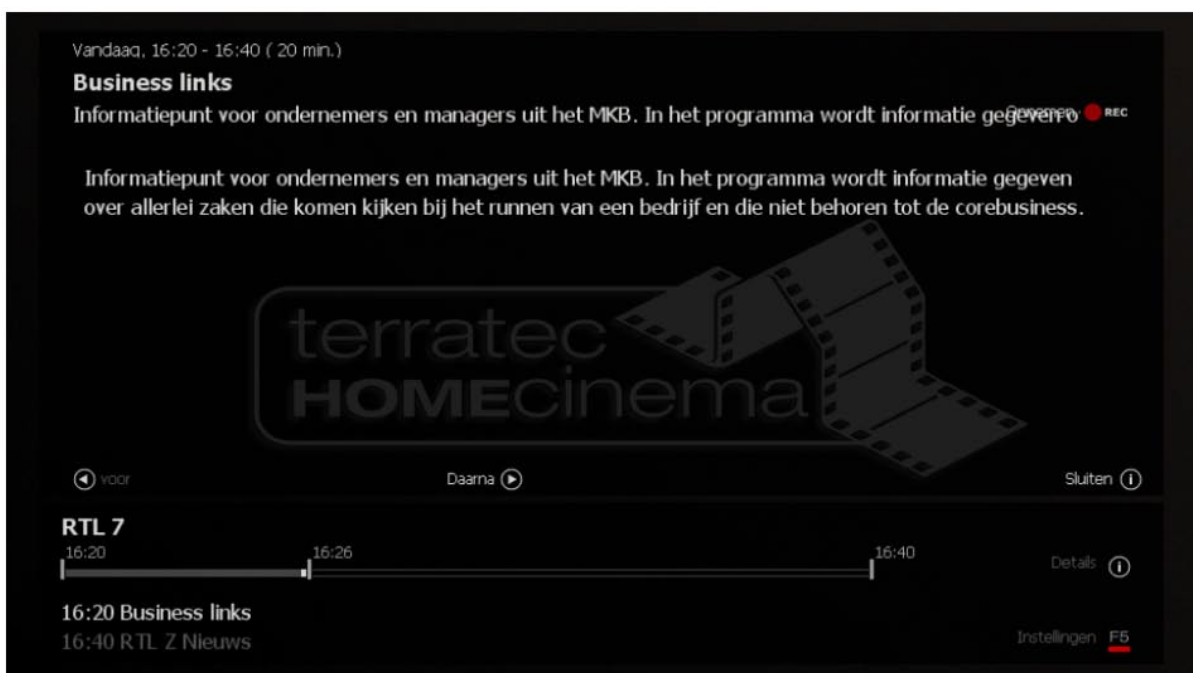 Vandaag, 16:20 - 16:40 ( 20 min.)
Business links
Informatiepunt voor ondernemers en managers uit het MKB. In het programma wordt informatie gegeven o
Opnemen REC
Informatiepunt voor ondernemers en managers uit het MKB. In het programma wordt informatie gegeven
over allerlei zaken die komen kijken bij het runnen van een bedrijf en die niet behoren tot de corebusiness.
terratec
HOMECinema
voor Daarna Sluiten i
RTL 7
16:20 16:26 16:40
Details i
16:20 Business links
16:40 RTL Z Nieuws
Instellingen F5